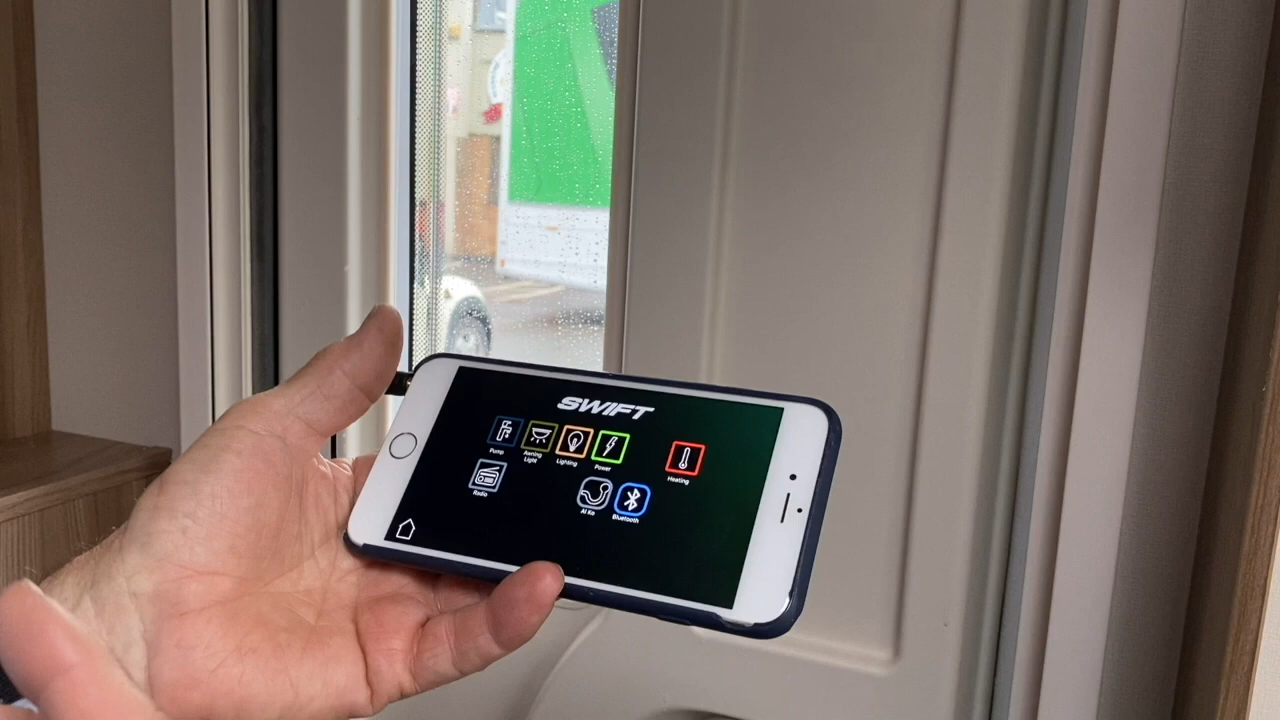 SWIFT
Pump
Awning
Light
Lighting
Power
Heating
Radio
Al Ko
Bluetooth